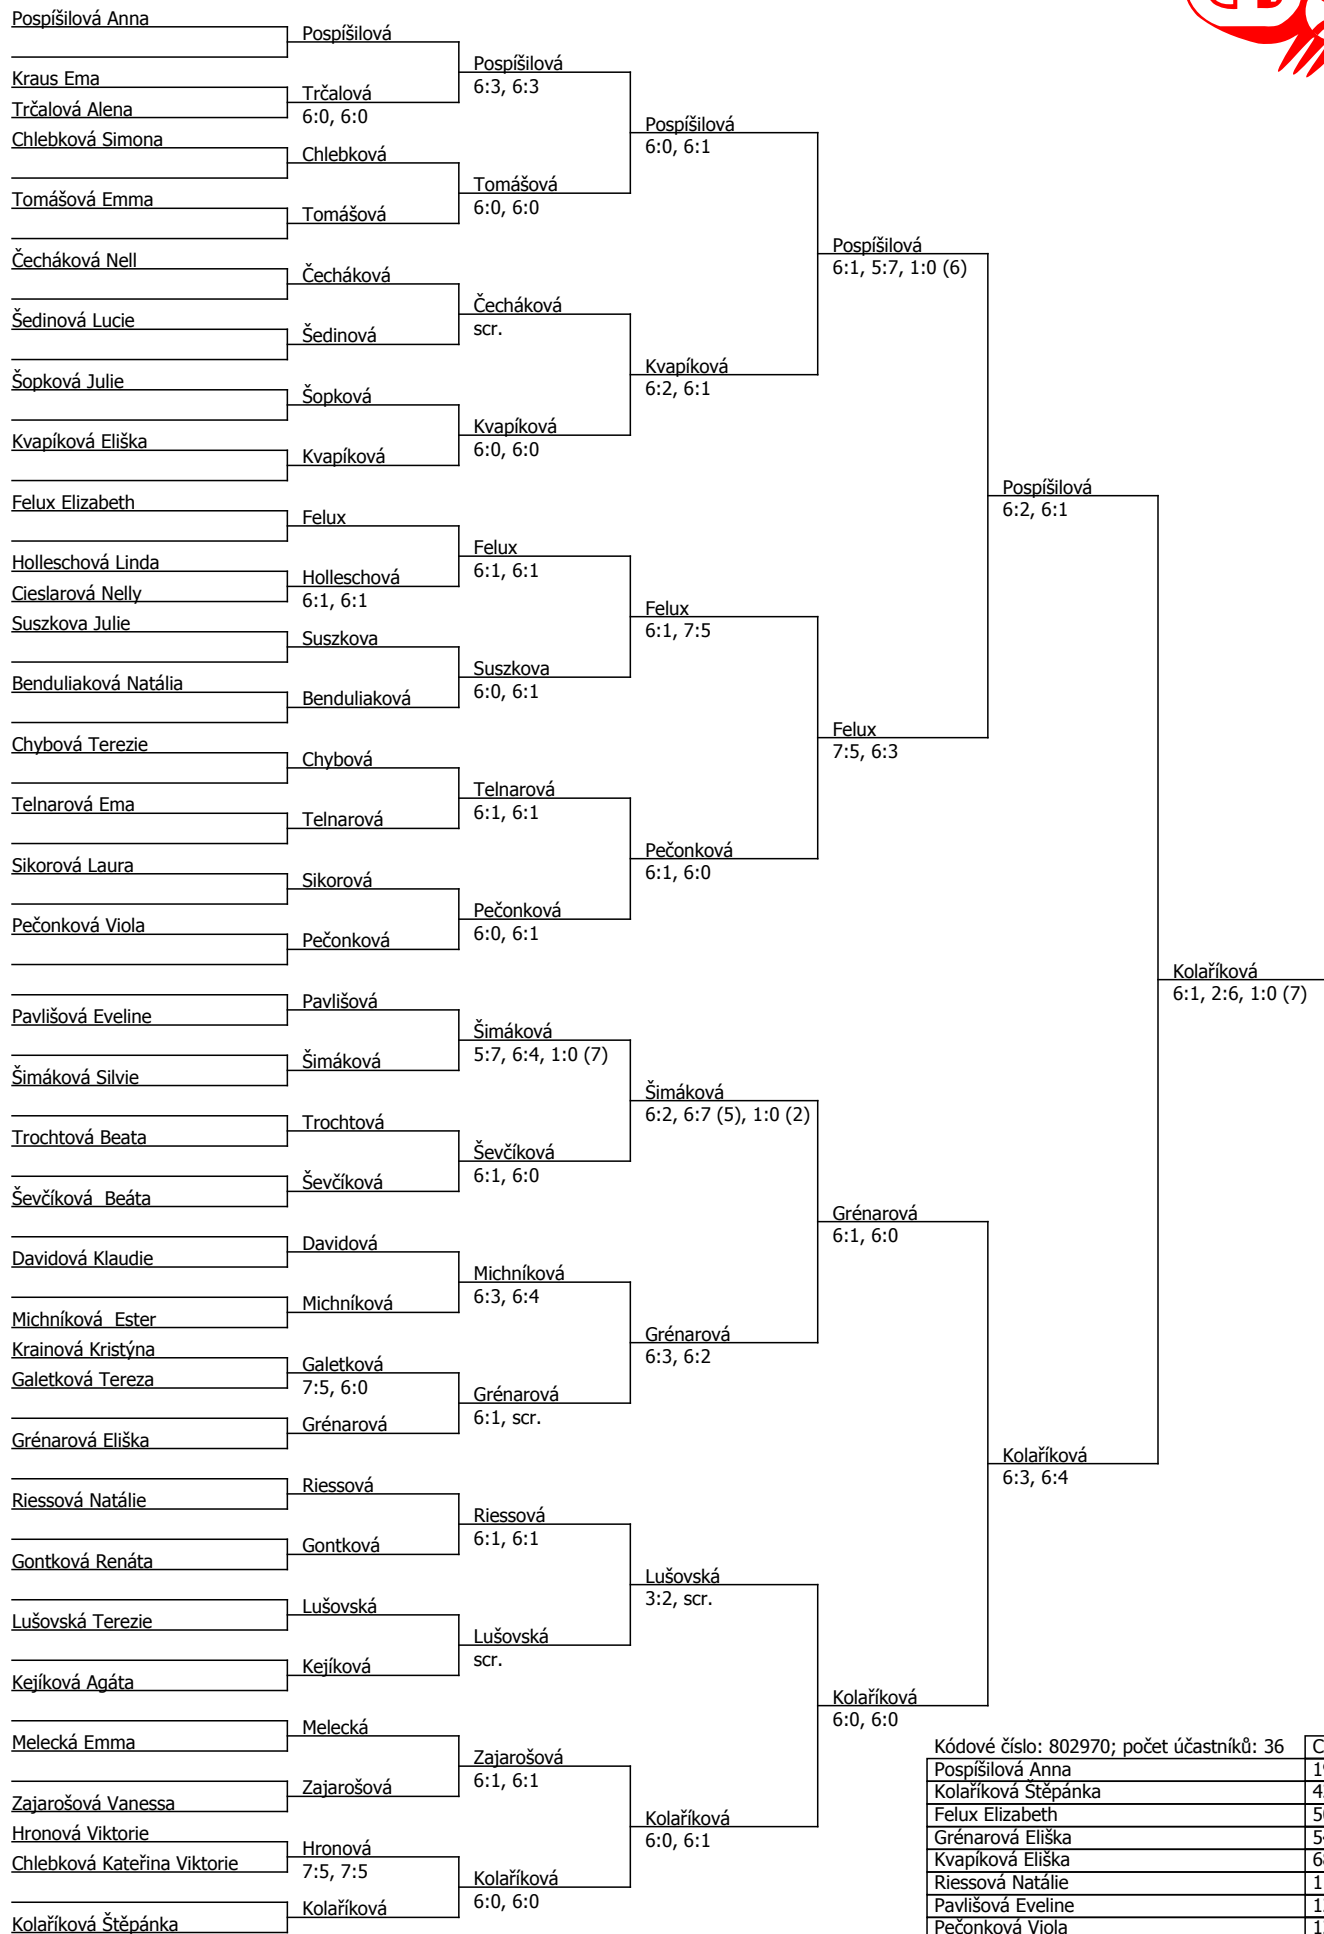 Pospíšilová Anna
Kraus Ema
Trčalová Alena
Chlebková Simona
Tomášová Emma
Čecháková Nell
Šedinová Lucie
Šopková Julie
Kvapíková Eliška
Felux Elizabeth
Holleschová Linda
Cieslarová Nelly
Suszkova Julie
Benduliaková Natália
Chybová Terezie
Telnarová Ema
Sikorová Laura
Pečonková Viola
Pavlišová Eveline
Šimáková Silvie
Trochtová Beata
Ševčíková  Beáta
Davidová Klaudie
Michníková  Ester
Krainová Kristýna
Galetková Tereza
Grénarová Eliška
Riessová Natálie
Gontková Renáta
Lušovská Terezie
Kejíková Agáta
Melecká Emma
Zajarošová Vanessa
Hronová Viktorie
Chlebková Kateřina Viktorie
Kolaříková Štěpánka
Pospíšilová
Trčalová
6:0, 6:0
Chlebková
Tomášová
Čecháková
Šedinová
Šopková
Kvapíková
Felux
Holleschová
6:1, 6:1
Suszkova
Benduliaková
Chybová
Telnarová
Sikorová
Pečonková
Pavlišová
Šimáková
Trochtová
Ševčíková
Davidová
Michníková
Galetková
7:5, 6:0
Grénarová
Riessová
Gontková
Lušovská
Kejíková
Melecká
Zajarošová
Hronová
7:5, 7:5
Kolaříková
Pospíšilová
6:3, 6:3
Tomášová
6:0, 6:0
Čecháková
scr.
Kvapíková
6:0, 6:0
Felux
6:1, 6:1
Suszkova
6:0, 6:1
Telnarová
6:1, 6:1
Pečonková
6:0, 6:1
Šimáková
5:7, 6:4, 1:0 (7)
Ševčíková
6:1, 6:0
Michníková
6:3, 6:4
Grénarová
6:1, scr.
Riessová
6:1, 6:1
Lušovská
scr.
Zajarošová
6:1, 6:1
Kolaříková
6:0, 6:0
Pospíšilová
6:0, 6:1
Kvapíková
6:2, 6:1
Felux
6:1, 7:5
Pečonková
6:1, 6:0
Šimáková
6:2, 6:7 (5), 1:0 (2)
Grénarová
6:3, 6:2
Lušovská
3:2, scr.
Kolaříková
6:0, 6:1
Pospíšilová
6:1, 5:7, 1:0 (6)
Felux
7:5, 6:3
Grénarová
6:1, 6:0
Kolaříková
6:0, 6:0
Pospíšilová
6:2, 6:1
Kolaříková
6:3, 6:4
Kolaříková
6:1, 2:6, 1:0 (7)
Kódové číslo: 802970; počet účastníků: 36
Pospíšilová Anna
Kolaříková Štěpánka
Felux Elizabeth
Grénarová Eliška
Kvapíková Eliška
Riessová Natálie
Pavlišová Eveline
Pečonková Viola